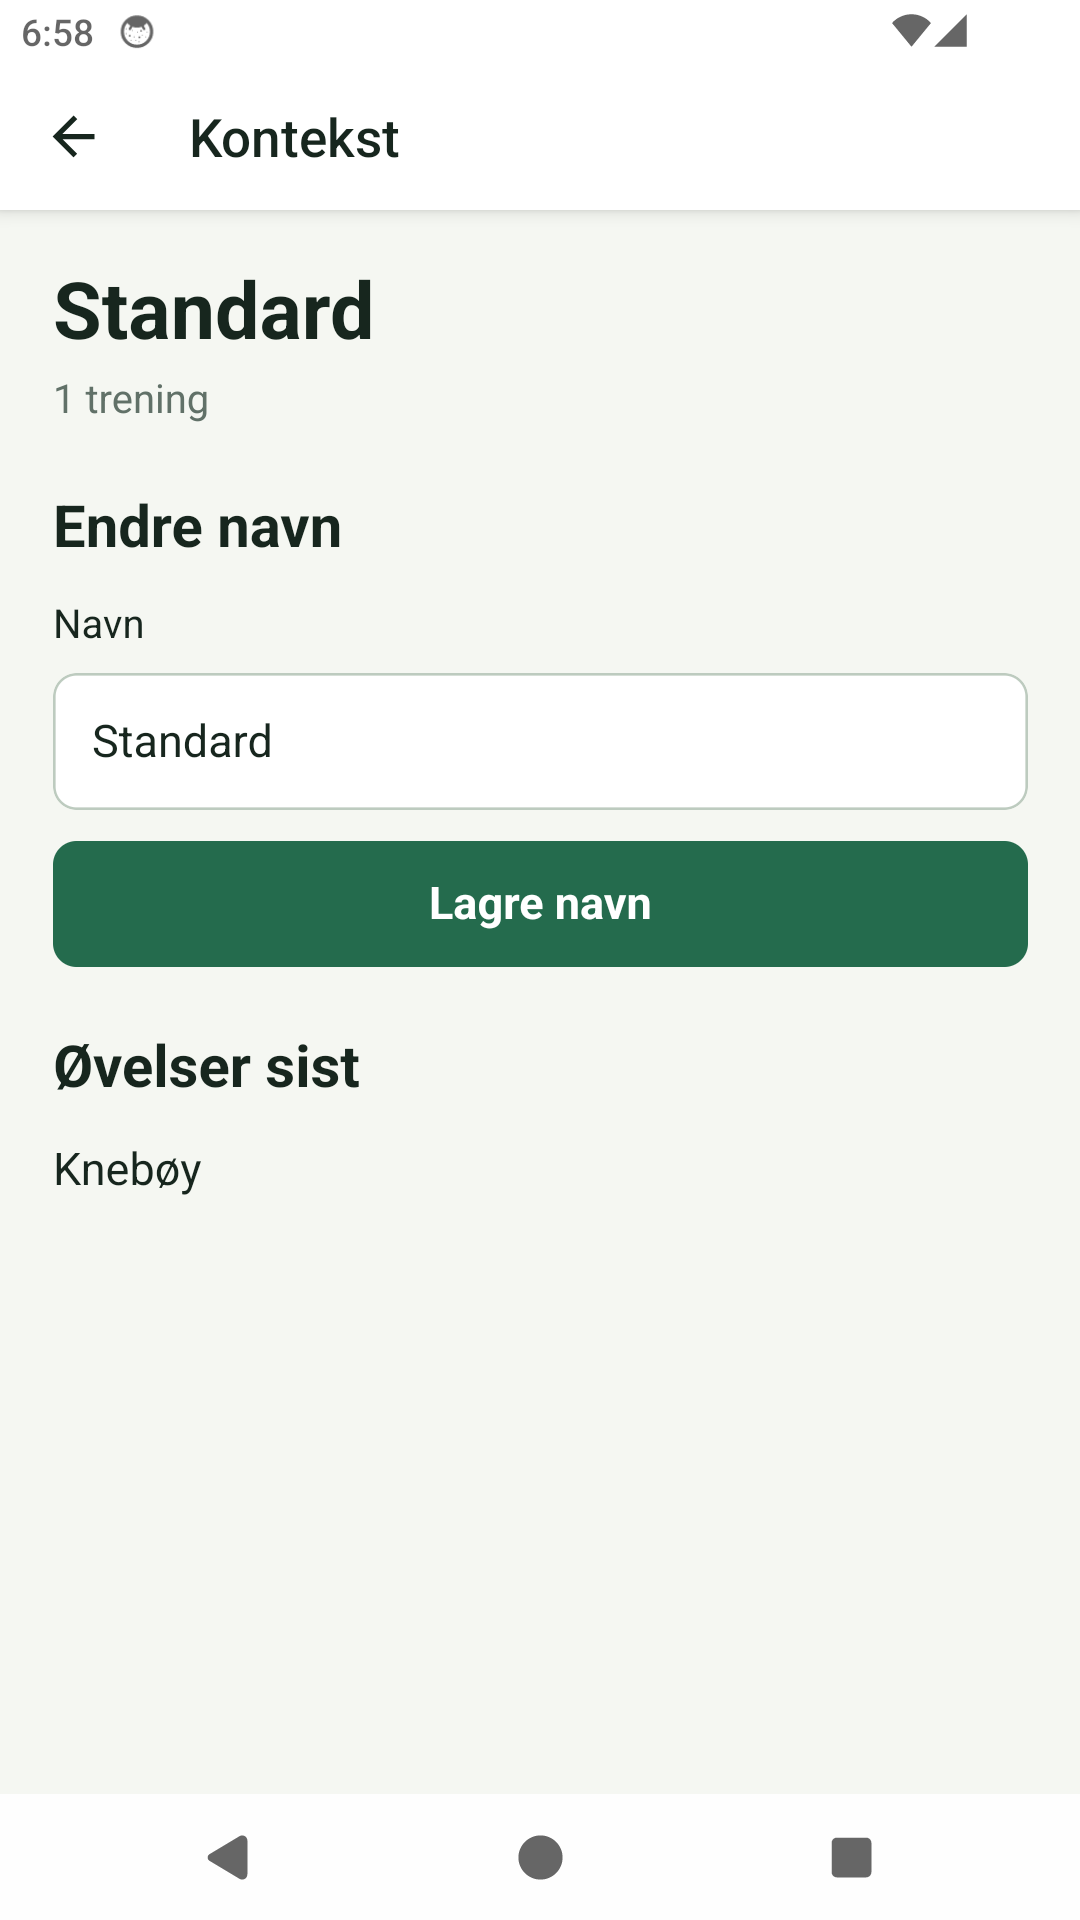 6:58
Kontekst
Standard
1 trening
Endre navn
Navn
Standard
Lagre navn
Øvelser sist
Knebøy